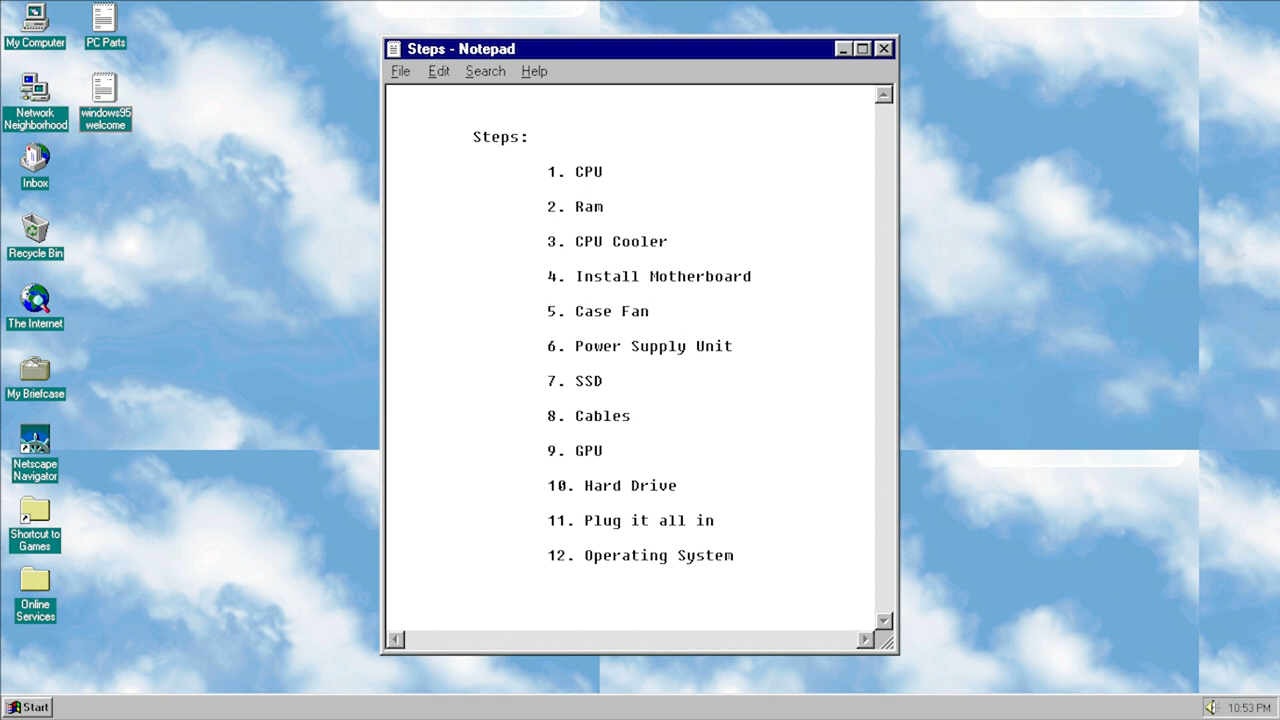 My Computer
PC Parts
Network
Neighborhood
windows95
welcome
Inbox
Recycle Bin
The Internet
My Briefcase
Netscape
Navigator
Shortcut to
Games
Online
Services
Steps - Notepad
File Edit Search Help
Steps:
1. CPU
2. Ram
3. CPU Cooler
4. Install Motherboard
5. Case Fan
6. Power Supply Unit
7. SSD
8. Cables
9. GPU
10. Hard Drive
11. Plug it all in
12. Operating System
Start
10:53 PM